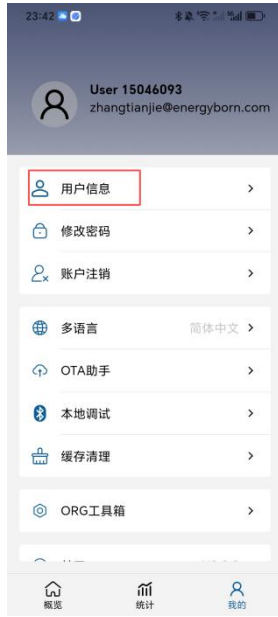 23:42
User 15046093
zhangtianjie@energyborn.com
用户信息
修改密码
账户注销
多语言 简体中文
OTA助手
本地调试
缓存清理
ORG工具箱
概览 统计 我的